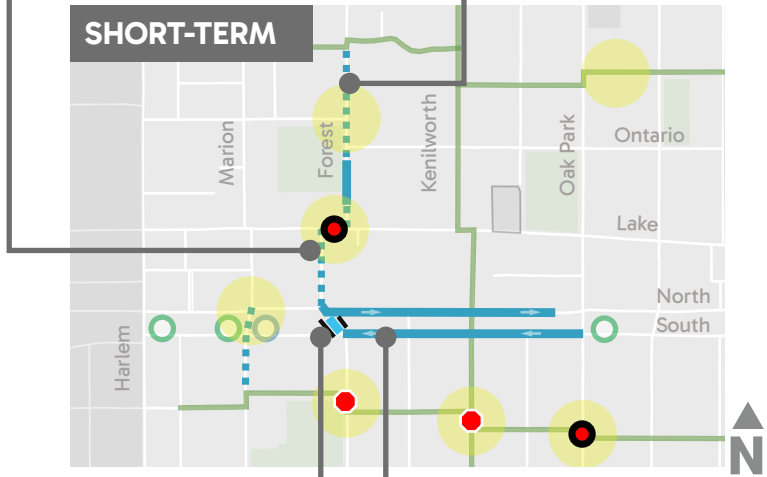 SHORT-TERM
Marion
Forest
Kenilworth
Oak Park
Ontario
Lake
North
South
Harlem
N